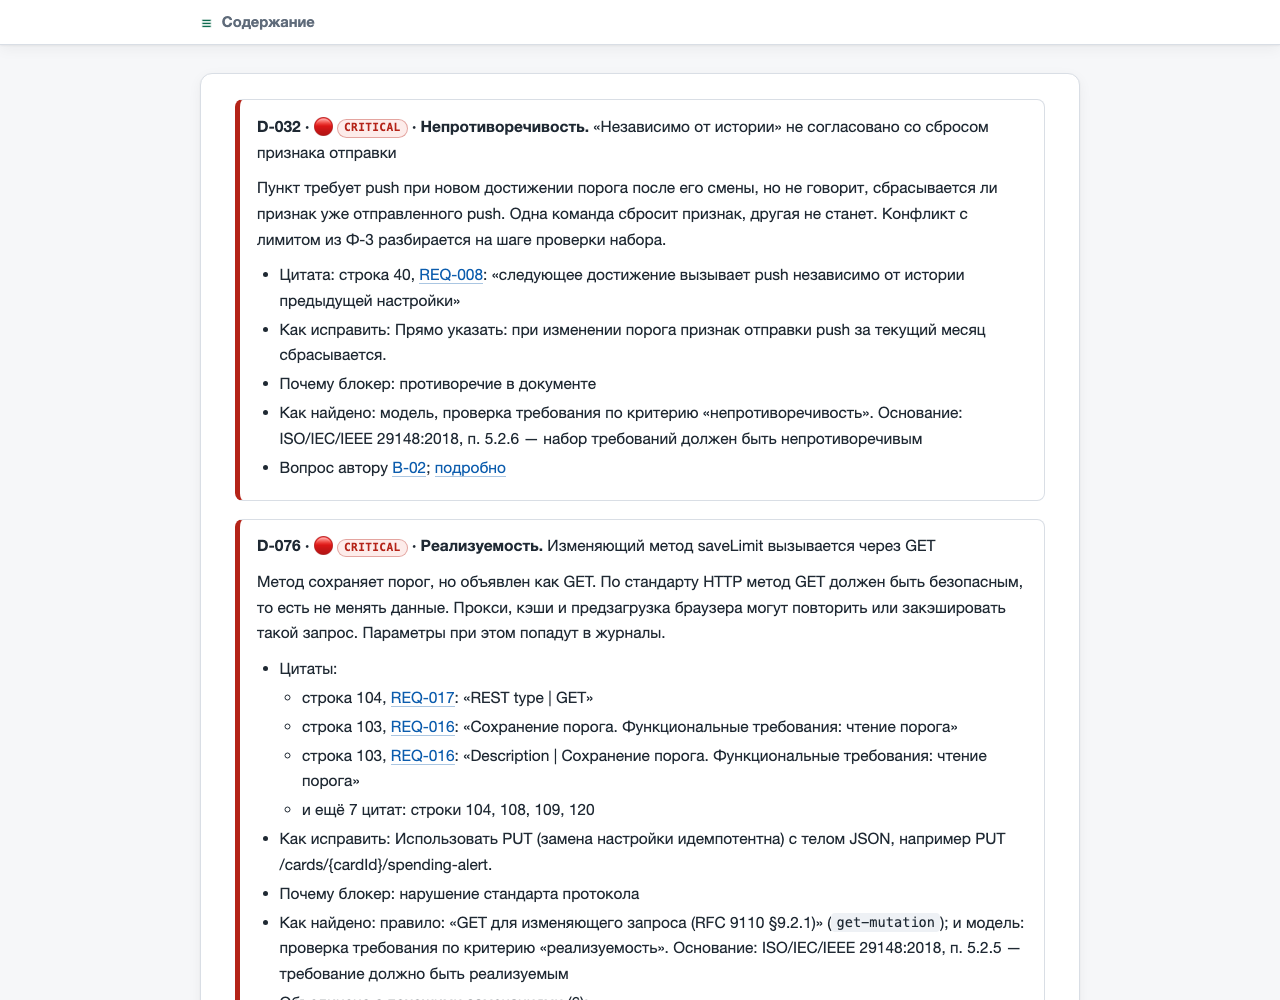 ≡ Содержание
D-032 · 🔴 CRITICAL · Непротиворечивость. «Независимо от истории» не согласовано со сбросом
признака отправки
Пункт требует push при новом достижении порога после его смены, но не говорит, сбрасывается ли
признак уже отправленного push. Одна команда сбросит признак, другая не станет. Конфликт с
лимитом из Ф-3 разбирается на шаге проверки набора.
• Цитата: строка 40, REQ-008: «следующее достижение вызывает push независимо от истории
предыдущей настройки»
• Как исправить: Прямо указать: при изменении порога признак отправки push за текущий месяц
сбрасывается.
• Почему блокер: противоречие в документе
• Как найдено: модель, проверка требования по критерию «непротиворечивость». Основание:
ISO/IEC/IEEE 29148:2018, п. 5.2.6 — набор требований должен быть непротиворечивым
• Вопрос автору В-02; подробно
D-076 · 🔴 CRITICAL · Реализуемость. Изменяющий метод saveLimit вызывается через GET
Метод сохраняет порог, но объявлен как GET. По стандарту HTTP метод GET должен быть безопасным,
то есть не менять данные. Прокси, кэши и предзагрузка браузера могут повторить или закэшировать
такой запрос. Параметры при этом попадут в журналы.
• Цитаты:
◦ строка 104, REQ-017: «REST type | GET»
◦ строка 103, REQ-016: «Сохранение порога. Функциональные требования: чтение порога»
◦ строка 103, REQ-016: «Description | Сохранение порога. Функциональные требования: чтение
порога»
◦ и ещё 7 цитат: строки 104, 108, 109, 120
• Как исправить: Использовать PUT (замена настройки идемпотентна) с телом JSON, например PUT
/cards/{cardId}/spending-alert.
• Почему блокер: нарушение стандарта протокола
• Как найдено: правило: «GET для изменяющего запроса (RFC 9110 §9.2.1)» (get-mutation); и модель:
проверка требования по критерию «реализуемость». Основание: ISO/IEC/IEEE 29148:2018, п. 5.2.5 —
требование должно быть реализуемым